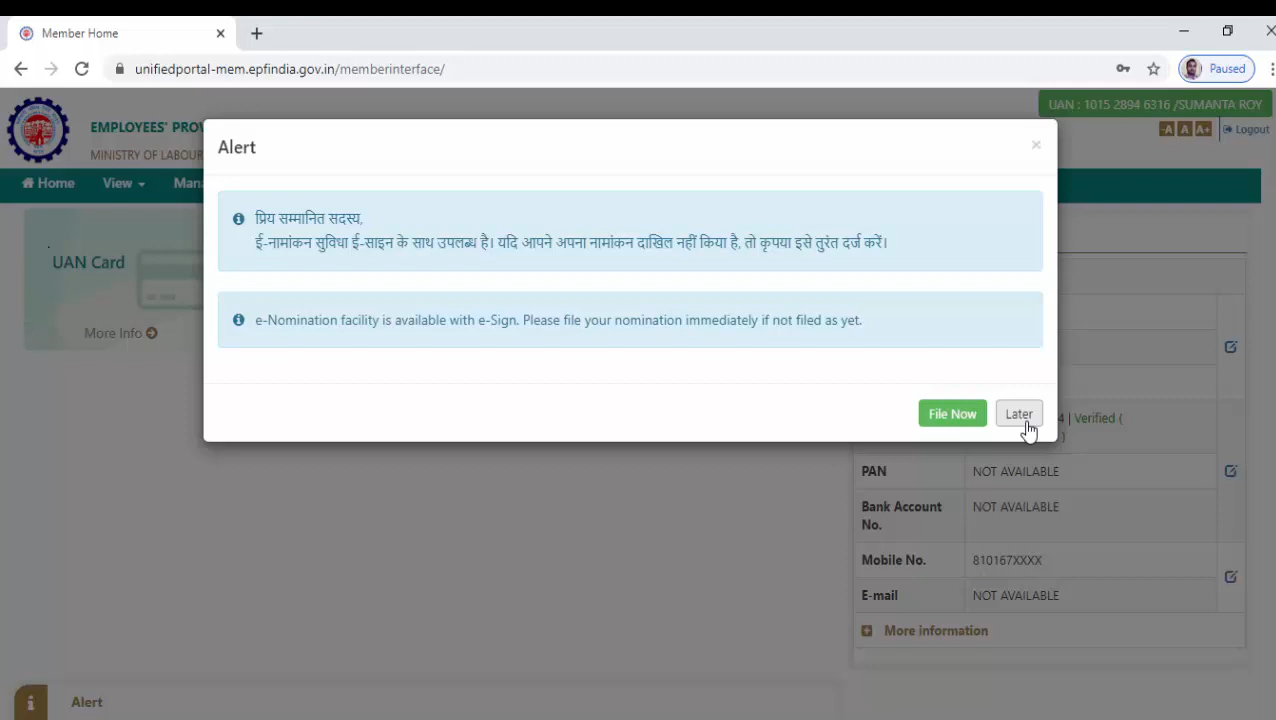 Member Home
unifiedportal-mem.epfindia.gov.in/memberinterface/
Paused
UAN : 1015 2894 6316 /SUMANTA ROY
EMPLOYEES' PROV
-A A A+ Logout
MINISTRY OF LABOUR
Home View Mana
Alert
प्रिय सम्मानित सदस्य,
ई-नामांकन सुविधा ई-साइन के साथ उपलब्ध है। यदि आपने अपना नामांकन दाखिल नहीं किया है, तो कृपया इसे तुरंत दर्ज करें।
UAN Card
e-Nomination facility is available with e-Sign. Please file your nomination immediately if not filed as yet.
More Info
File Now Later
4 | Verified (
)
PAN NOT AVAILABLE
Bank Account NOT AVAILABLE
No.
Mobile No. 810167XXXX
E-mail NOT AVAILABLE
More information
Alert